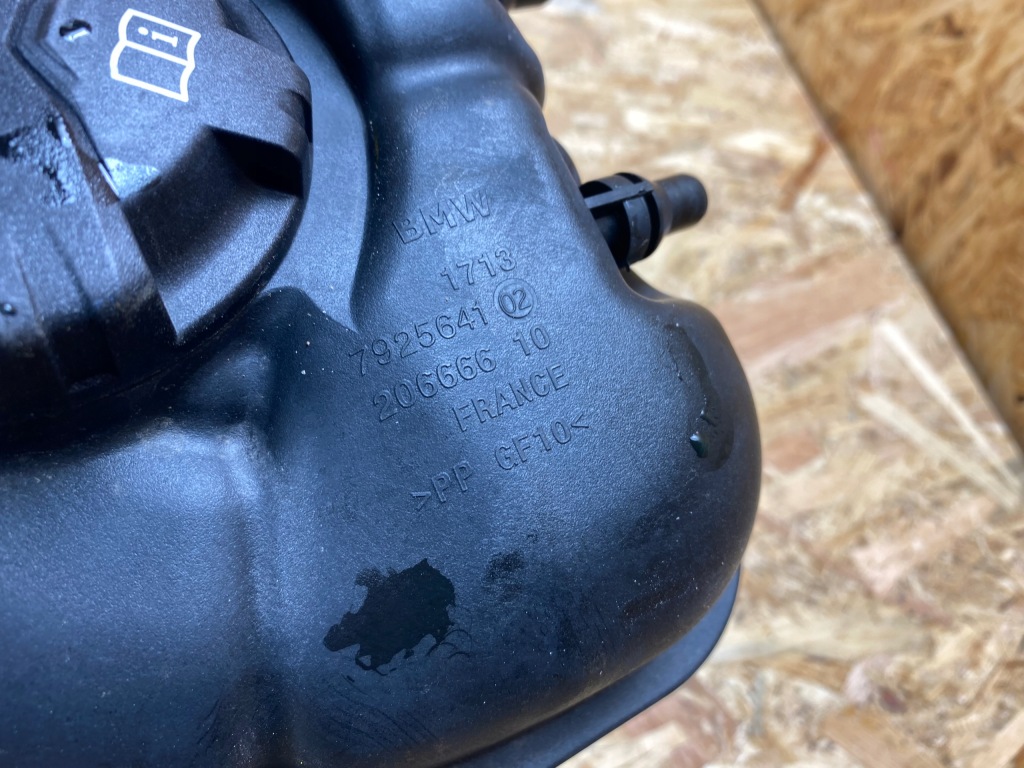 i
BMW
1713
7925641 02
206666 10
FRANCE
>PP GF10<